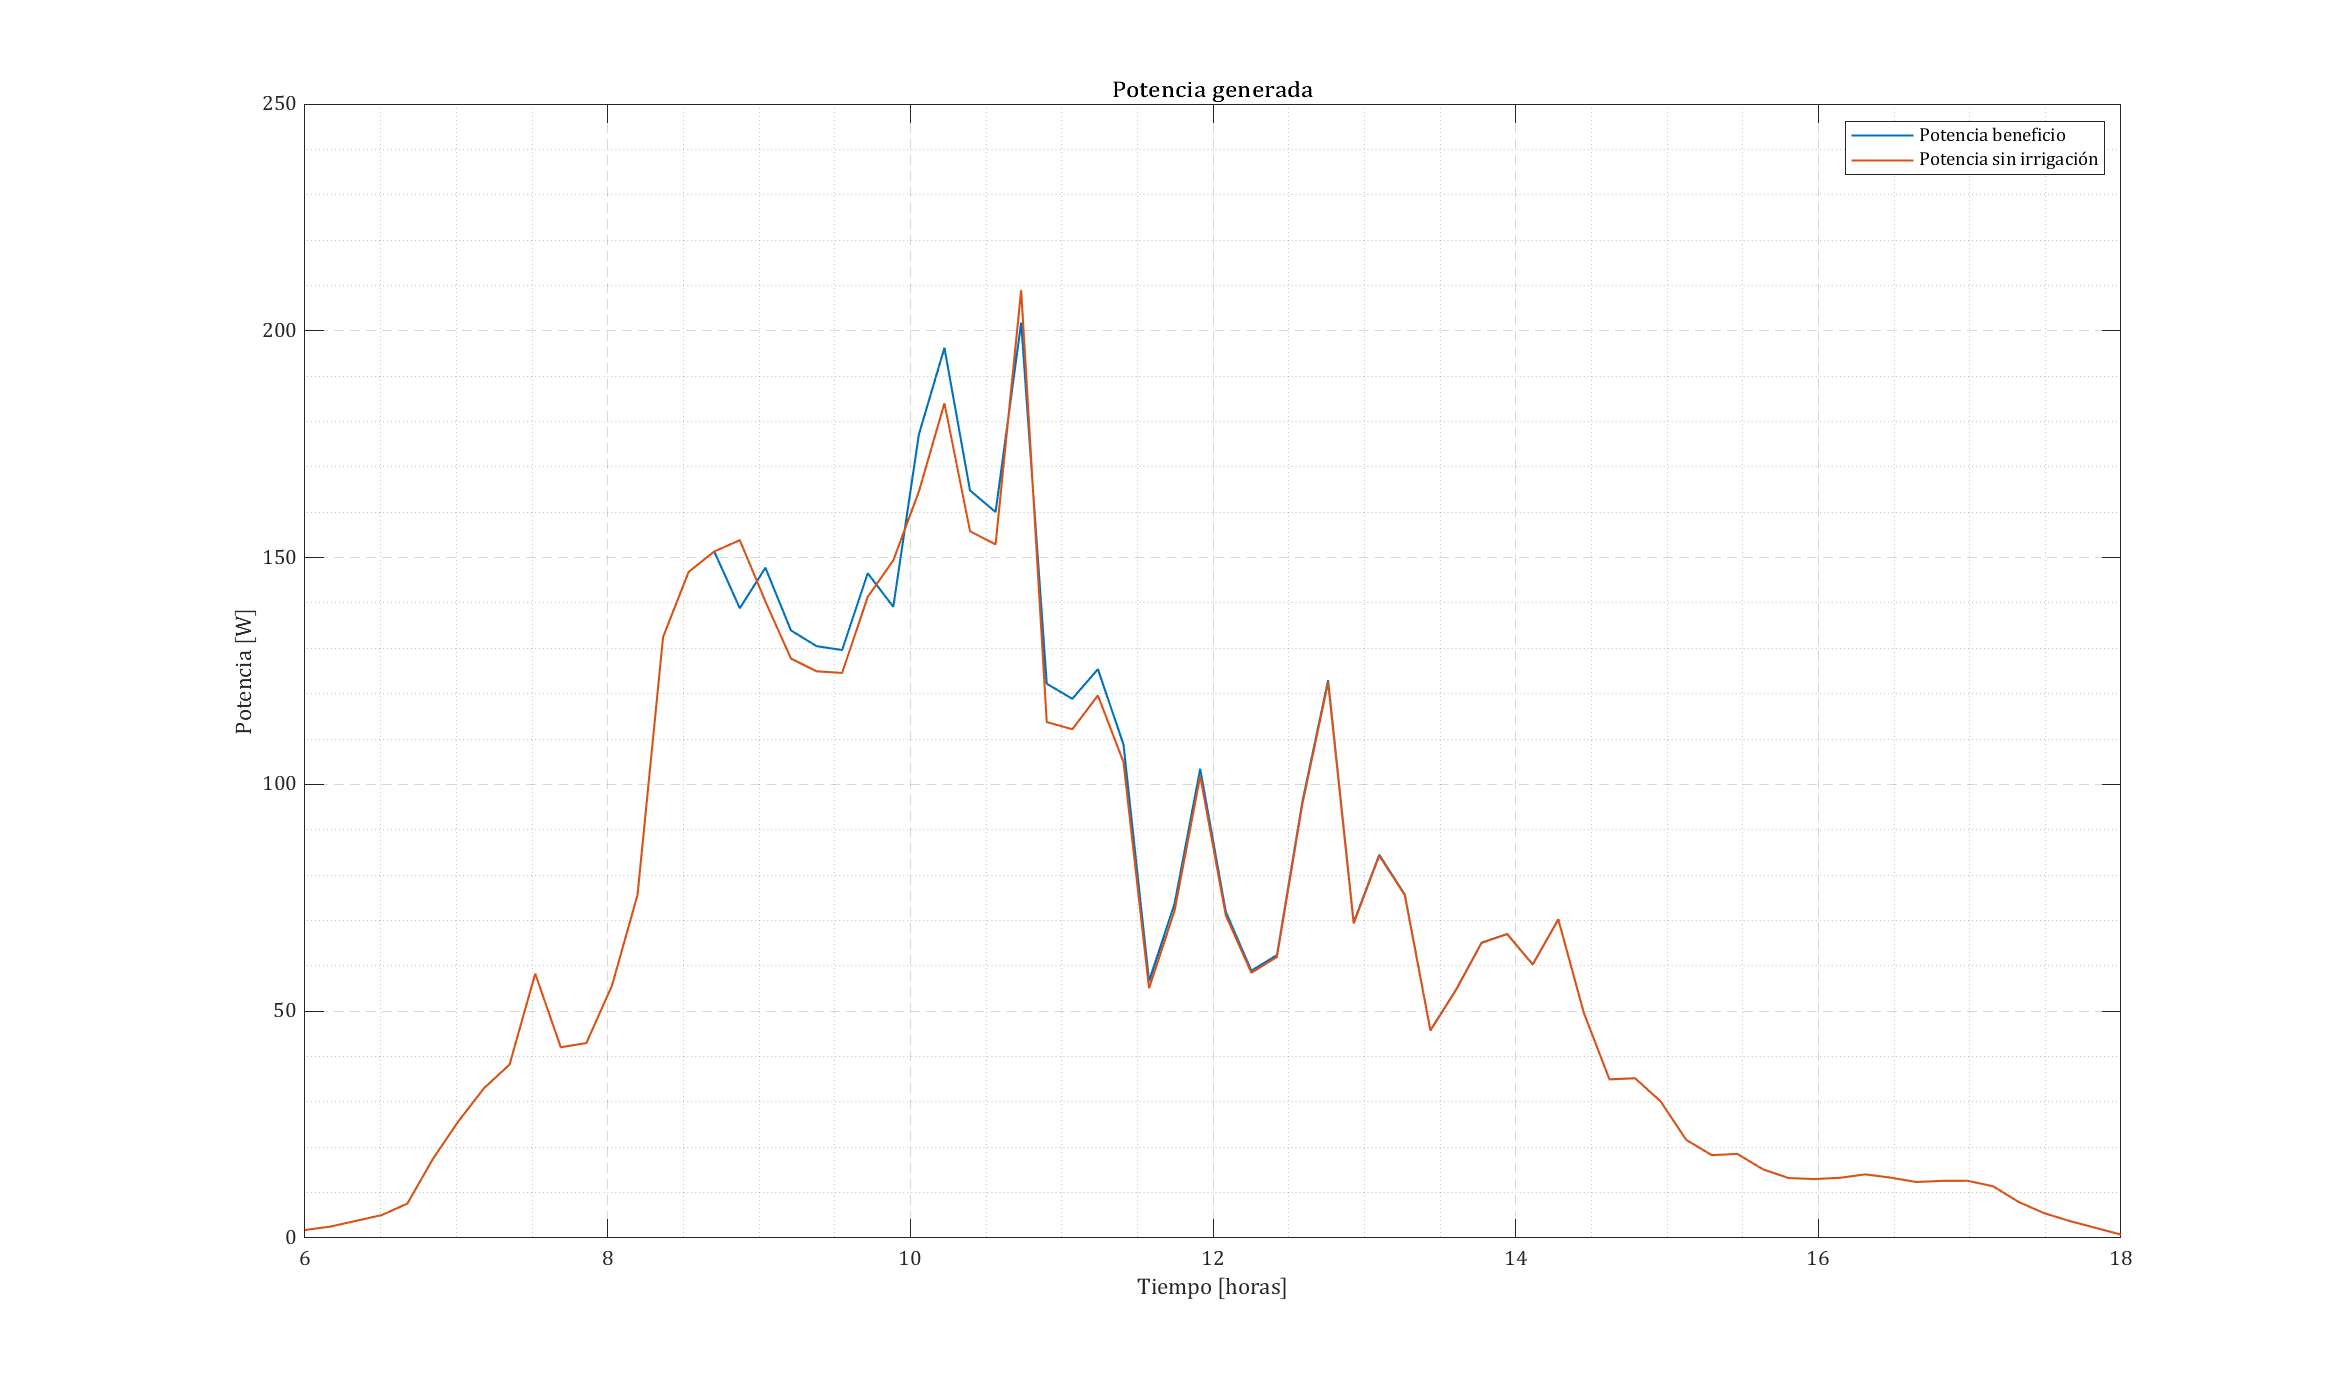 Potencia generada
250
200
150
100
50
0
Potencia [W]
Potencia beneficio
Potencia sin irrigación
6 8 10 12 14 16 18
Tiempo [horas]